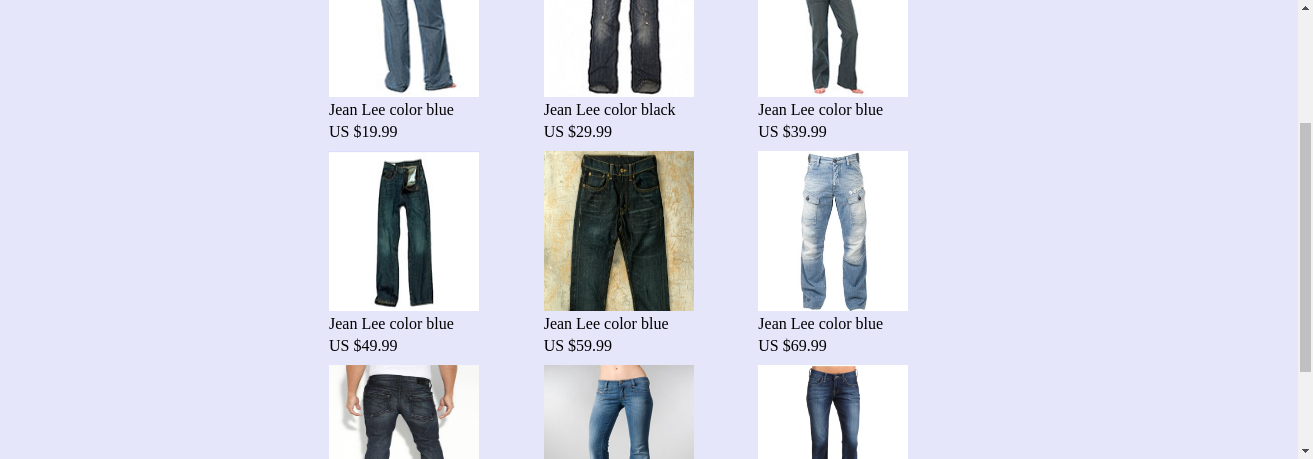 Jean Lee color blue
US $19.99
Jean Lee color black
US $29.99
Jean Lee color blue
US $39.99
Jean Lee color blue
US $49.99
Jean Lee color blue
US $59.99
Jean Lee color blue
US $69.99